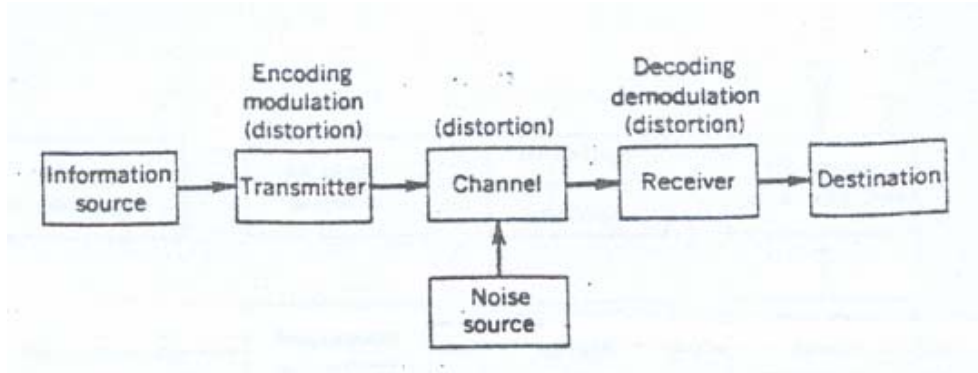 Encoding
modulation
(distortion)
(distortion)
Decoding
demodulation
(distortion)
Information
source
Transmitter
Channel
Receiver
Destination
Noise
source